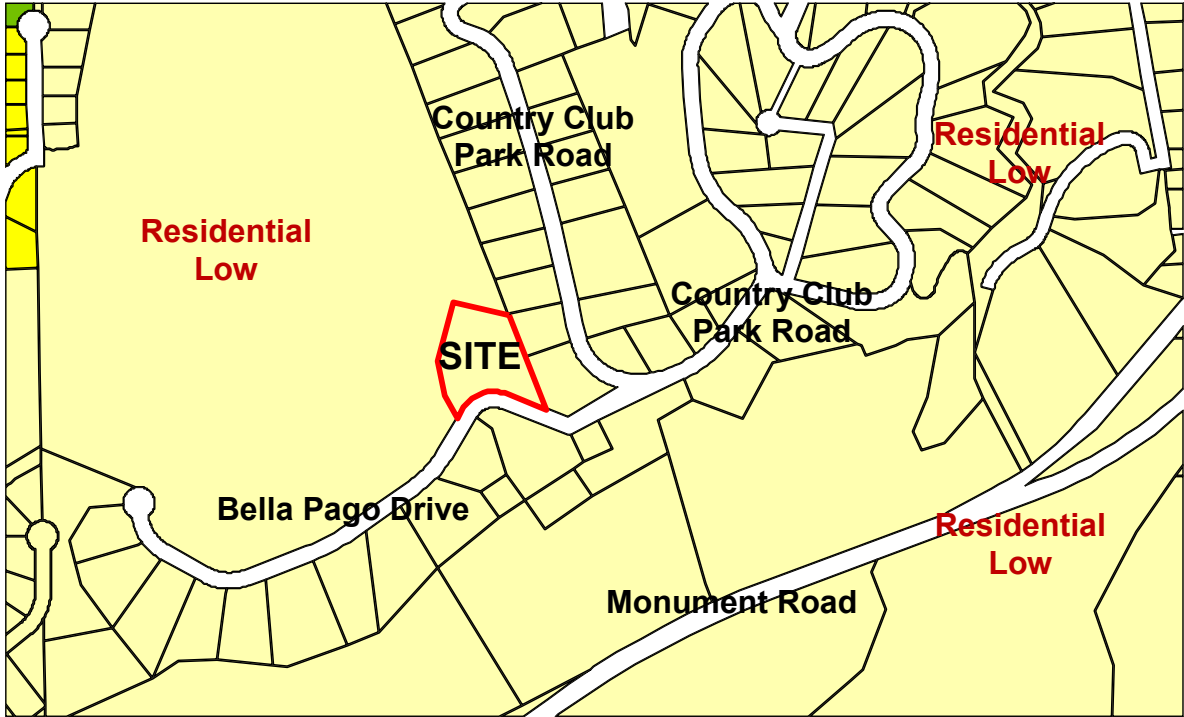 Country Club
Park Road
Residential
Low
Residential
Low
Country Club
Park Road
SITE
Bella Pago Drive
Residential
Low
Monument Road